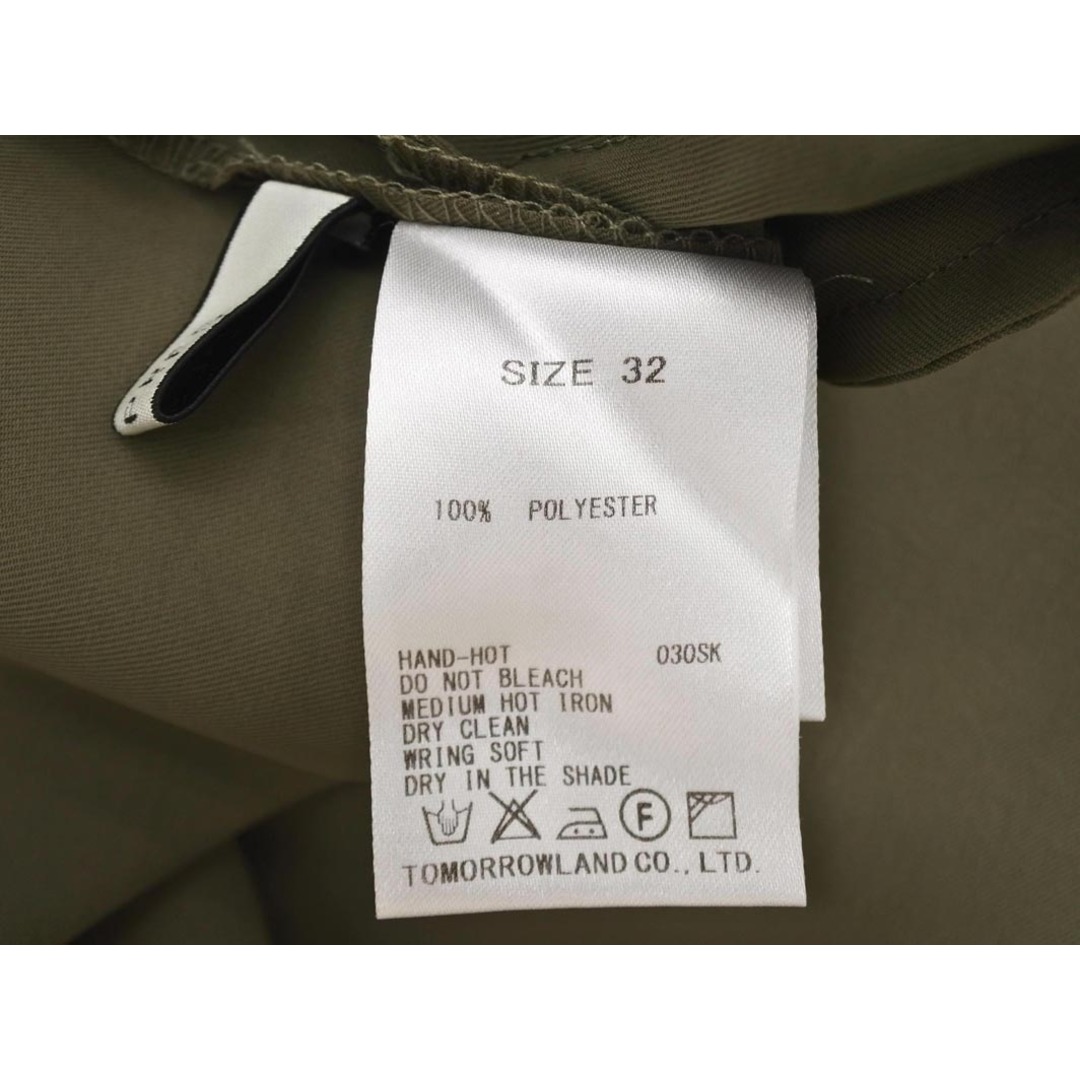 SIZE 32
100% POLYESTER
HAND-HOT 030SK
DO NOT BLEACH
MEDIUM HOT IRON
DRY CLEAN
WRING SOFT
DRY IN THE SHADE
F
TOMORROWLAND CO., LTD.